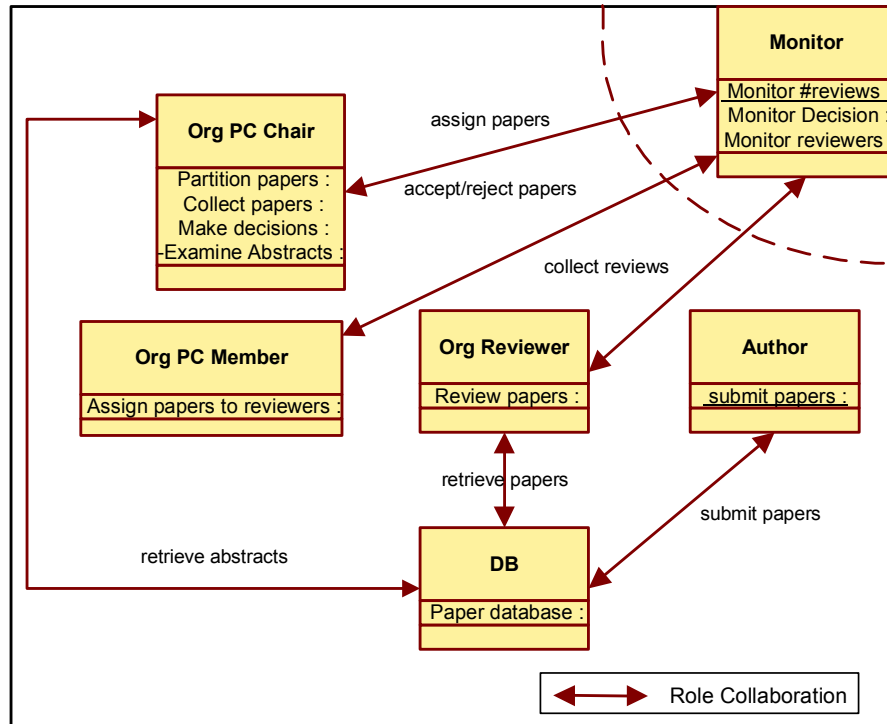 Monitor
Monitor #reviews
Monitor Decision :
Monitor reviewers
Org PC Chair
Partition papers :
Collect papers :
Make decisions :
-Examine Abstracts :
assign papers
accept/reject papers
collect reviews
Org PC Member
Assign papers to reviewers :
Org Reviewer
Review papers :
Author
submit papers :
retrieve papers
submit papers
retrieve abstracts
DB
Paper database :
Role Collaboration